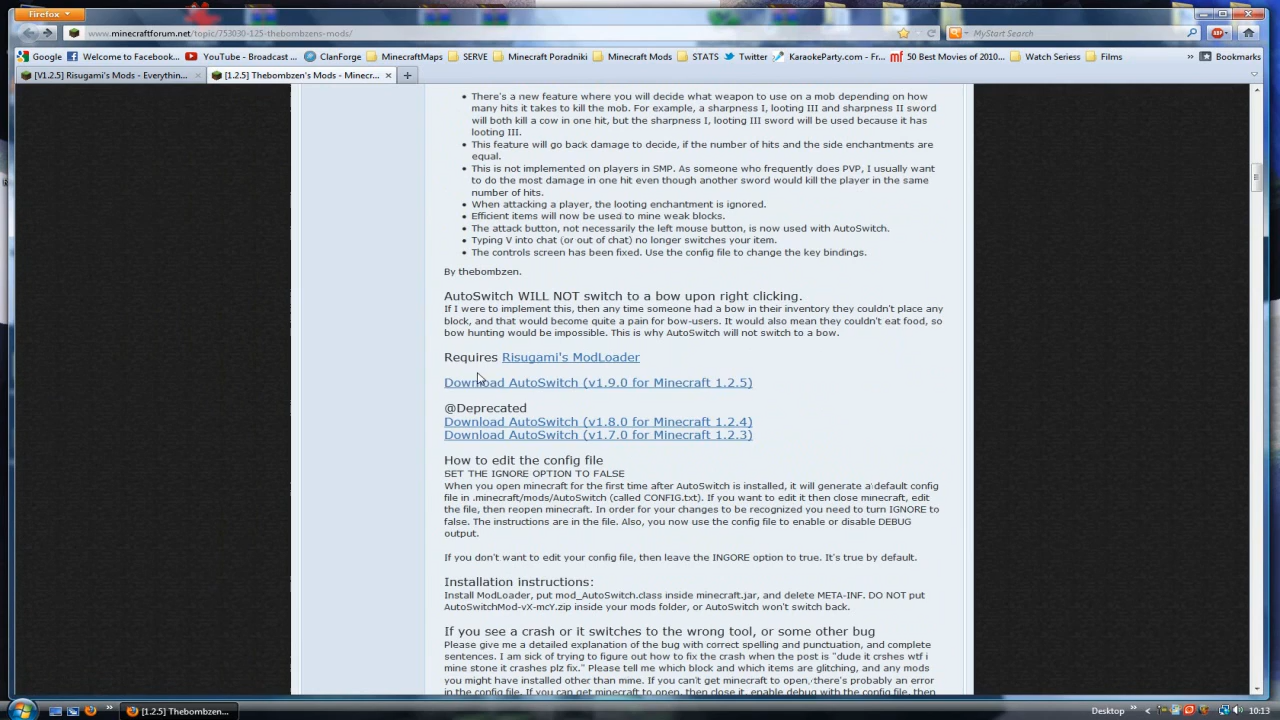 Firefox
www.minecraftforum.net/topic/753030-125-thebombzens-mods/
MyStart Search
Google
Welcome to Facebook...
YouTube - Broadcast ...
ClanForge
MinecraftMaps
SERVE
Minecraft Poradniki
Minecraft Mods
STATS
Twitter
KaraokeParty.com - Fr...
50 Best Movies of 2010...
Watch Seriess
Films
»
Bookmarks
[V1.2.5] Risugami's Mods - Everythin...
[1.2.5] Thebombzen's Mods - Minecr...
There's a new feature where you will decide what weapon to use on a mob depending on how
many hits it takes to kill the mob. For example, a sharpness I, looting III and sharpness II sword
will both kill a cow in one hit, but the sharpness I, looting III sword will be used because it has
looting III.
This feature will go back damage to decide, if the number of hits and the side enchantments are
equal.
This is not implemented on players in SMP. As someone who frequently does PVP, I usually want
to do the most damage in one hit even though another sword would kill the player in the same
number of hits.
When attacking a player, the looting enchantment is ignored.
Efficient items will now be used to mine weak blocks.
The attack button, not necessarily the left mouse button, is now used with AutoSwitch.
Typing V into chat (or out of chat) no longer switches your item.
The controls screen has been fixed. Use the config file to change the key bindings.
By thebombzen.
AutoSwitch WILL NOT switch to a bow upon right clicking.
If I were to implement this, then any time someone had a bow in their inventory they couldn't place any
block, and that would become quite a pain for bow-users. It would also mean they couldn't eat food, so
bow hunting would be impossible. This is why AutoSwitch will not switch to a bow.
Requires Risugami's ModLoader
Download AutoSwitch (v1.9.0 for Minecraft 1.2.5)
@Deprecated
Download AutoSwitch (v1.8.0 for Minecraft 1.2.4)
Download AutoSwitch (v1.7.0 for Minecraft 1.2.3)
How to edit the config file
SET THE IGNORE OPTION TO FALSE
When you open minecraft for the first time after AutoSwitch is installed, it will generate a default config
file in .minecraft/mods/AutoSwitch (called CONFIG.txt). If you want to edit it then close minecraft, edit
the file, then reopen minecraft. In order for your changes to be recognized you need to turn IGNORE to
false. The instructions are in the file. Also, you now use the config file to enable or disable DEBUG
output.
If you don't want to edit your config file, then leave the INGORE option to true. It's true by default.
Installation instructions:
Install ModLoader, put mod_AutoSwitch.class inside minecraft.jar, and delete META-INF. DO NOT put
AutoSwitchMod-vX-mcY.zip inside your mods folder, or AutoSwitch won't switch back.
If you see a crash or it switches to the wrong tool, or some other bug
Please give me a detailed explanation of the bug with correct spelling and punctuation, and complete
sentences. I am sick of trying to figure out how to fix the crash when the post is "dude it crshes wtf i
mine stone it crashes plz fix." Please tell me which block and which items are glitching, and any mods
you might have installed other than mme. If you can't get minecraft to open, there's probably an error
in the config file. If you can get minecraft to open, then close it, enable debug with the config file, then
[1.2.5] Thebombzen...
Desktop
»
10:13